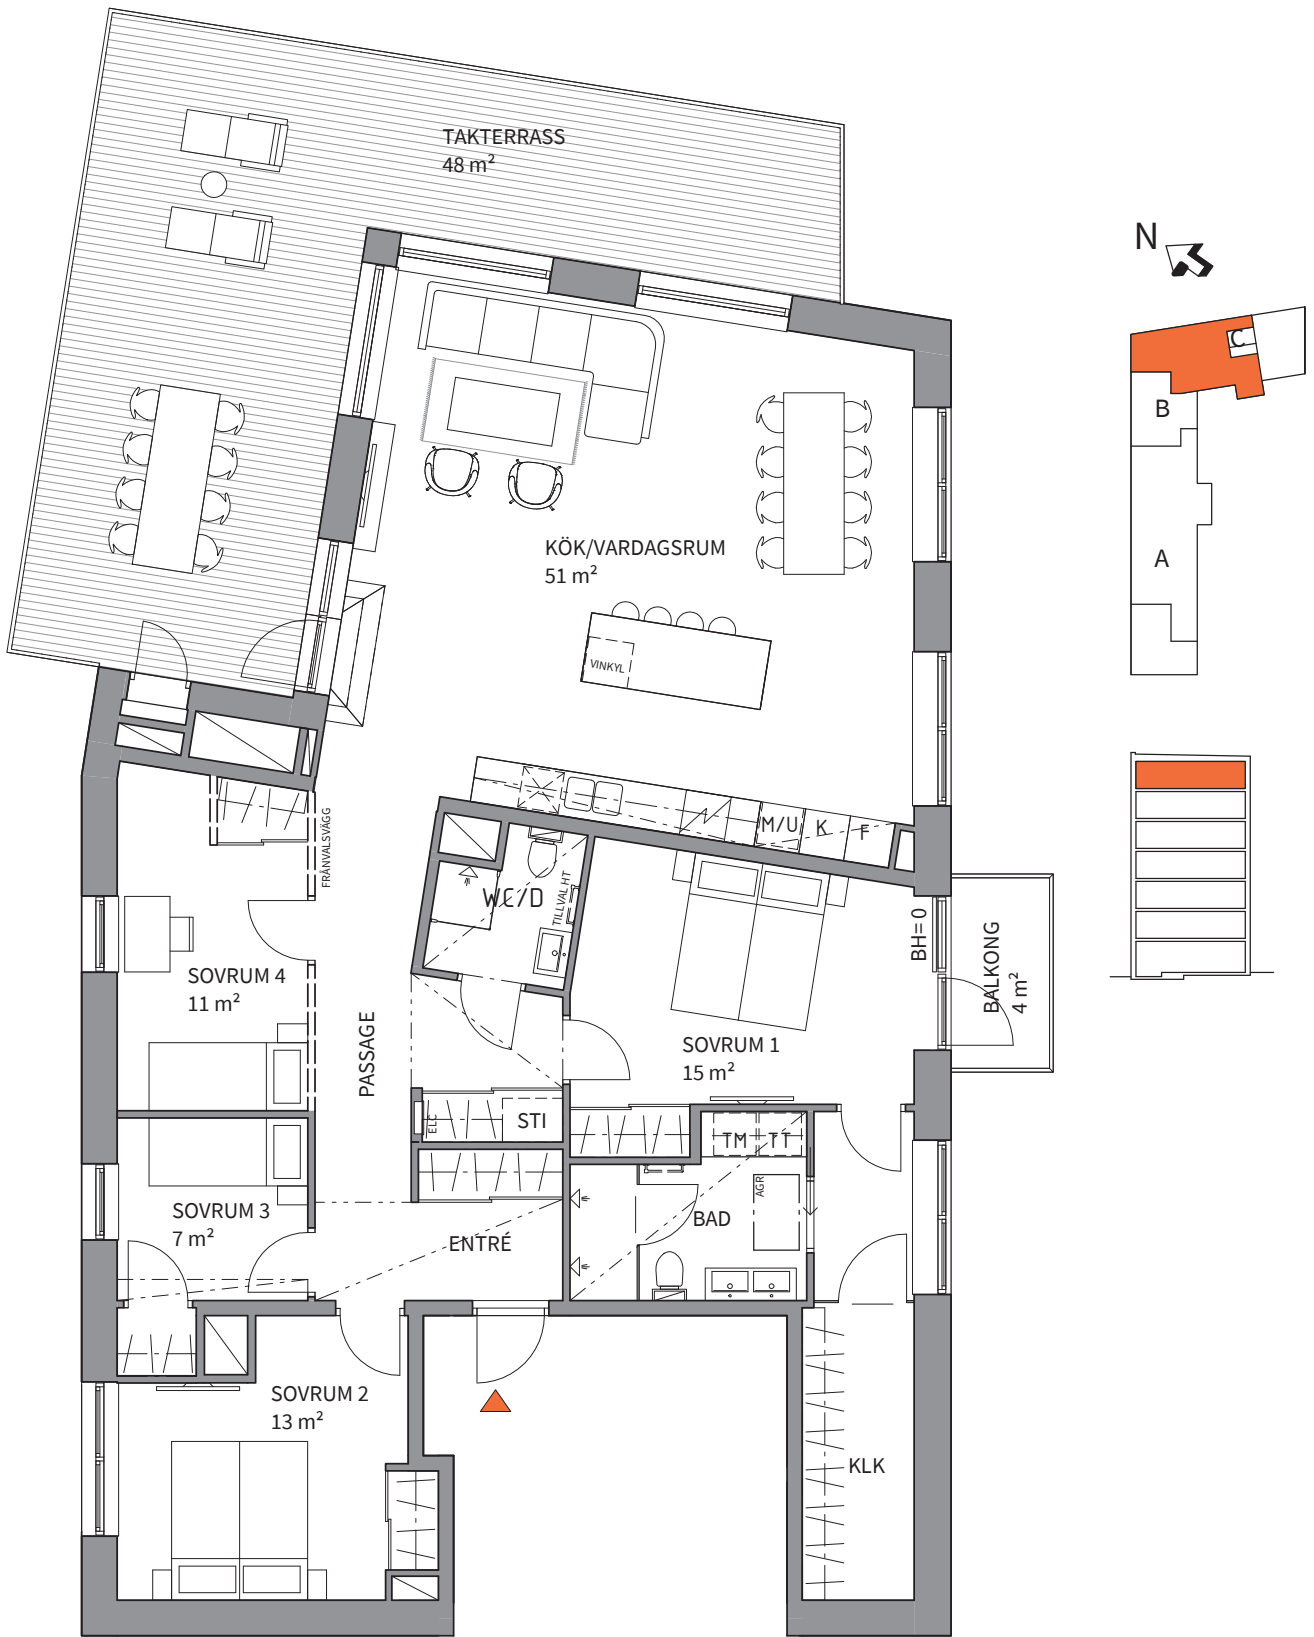 TAKTERRASS
48 m²
N
C
B
A
KÖK/VARDAGSRUM
51 m²
VINKYL
M/U
K
F
FRÅNVALSVÄGG
WC/D
TILLVAL HT
BH= 0
BALKONG
4 m²
SOVRUM 4
11 m²
PASSAGE
SOVRUM 1
15 m²
ELC
STI
TM
TT
AGR
BAD
SOVRUM 3
7 m²
ENTRÉ
SOVRUM 2
13 m²
KLK